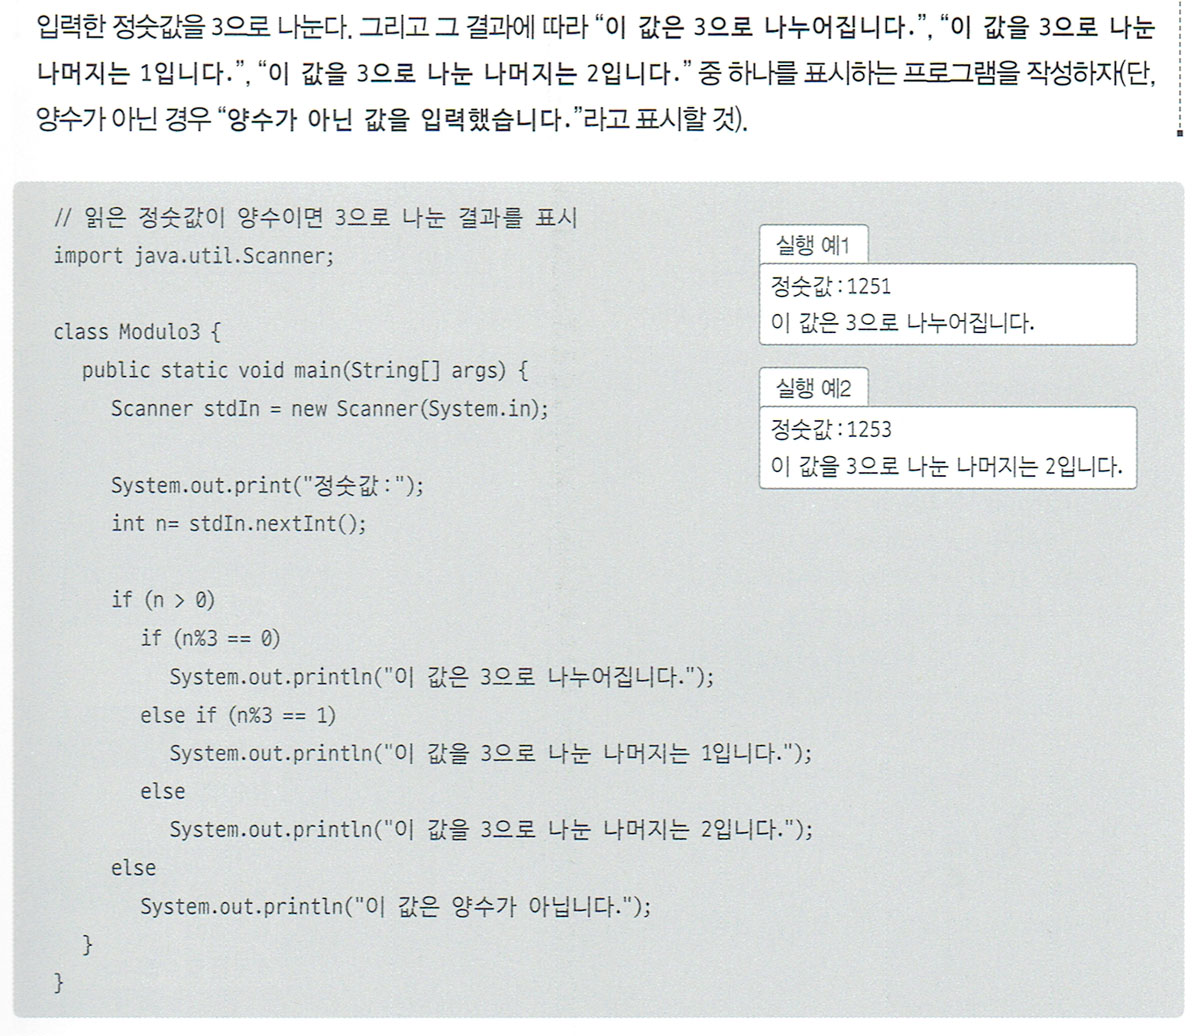 입력한 정숫값을 3으로 나눈다. 그리고 그 결과에 따라 “이 값은 3으로 나누어집니다.”, “이 값을 3으로 나눈
나머지는 1입니다.”, “이 값을 3으로 나눈 나머지는 2입니다.” 중 하나를 표시하는 프로그램을 작성하자(단,
양수가 아닌 경우 “양수가 아닌 값을 입력했습니다.”라고 표시할 것).
// 읽은 정숫값이 양수이면 3으로 나눈 결과를 표시
import java.util.Scanner;
class Modulo3 {
public static void main(String[] args) {
Scanner stdIn = new Scanner(System.in);
System.out.print("정숫값:");
int n= stdIn.nextInt();
if (n > 0)
if (n%3 == 0)
System.out.println("이 값은 3으로 나누어집니다.");
else if (n%3 == 1)
System.out.println("이 값을 3으로 나눈 나머지는 1입니다.");
else
System.out.println("이 값을 3으로 나눈 나머지는 2입니다.");
else
System.out.println("이 값은 양수가 아닙니다.");
}
}
실행 예1
정숫값:1251
이 값은 3으로 나누어집니다.
실행 예2
정숫값:1253
이 값을 3으로 나눈 나머지는 2입니다.